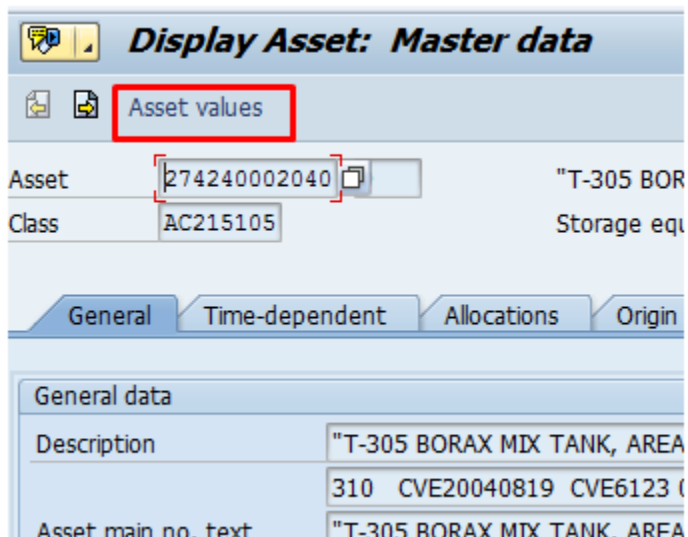 Display Asset: Master data
Asset values
Asset 274240002040 "T-305 BOR
Class AC215105 Storage equ
General Time-dependent Allocations Origin
General data
Description "T-305 BORAX MIX TANK, AREA
310 CVE20040819 CVE6123
Asset main no. text "T-305 BORAX MIX TANK, AREA